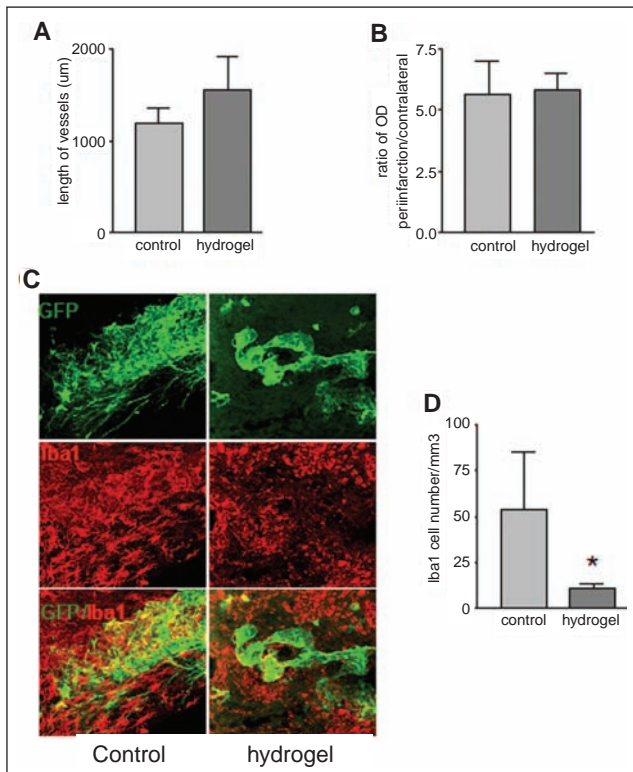 A
length of vessels (um)
2000
1000
0
control
hydrogel
B
ratio of OD
periinfarction/contralateral
7.5
5.0
2.5
0.0
control
hydrogel
C
GFP
Iba1
GFP/Iba1
Control
hydrogel
D
Iba1 cell number/mm3
100
75
50
25
0
*
control
hydrogel